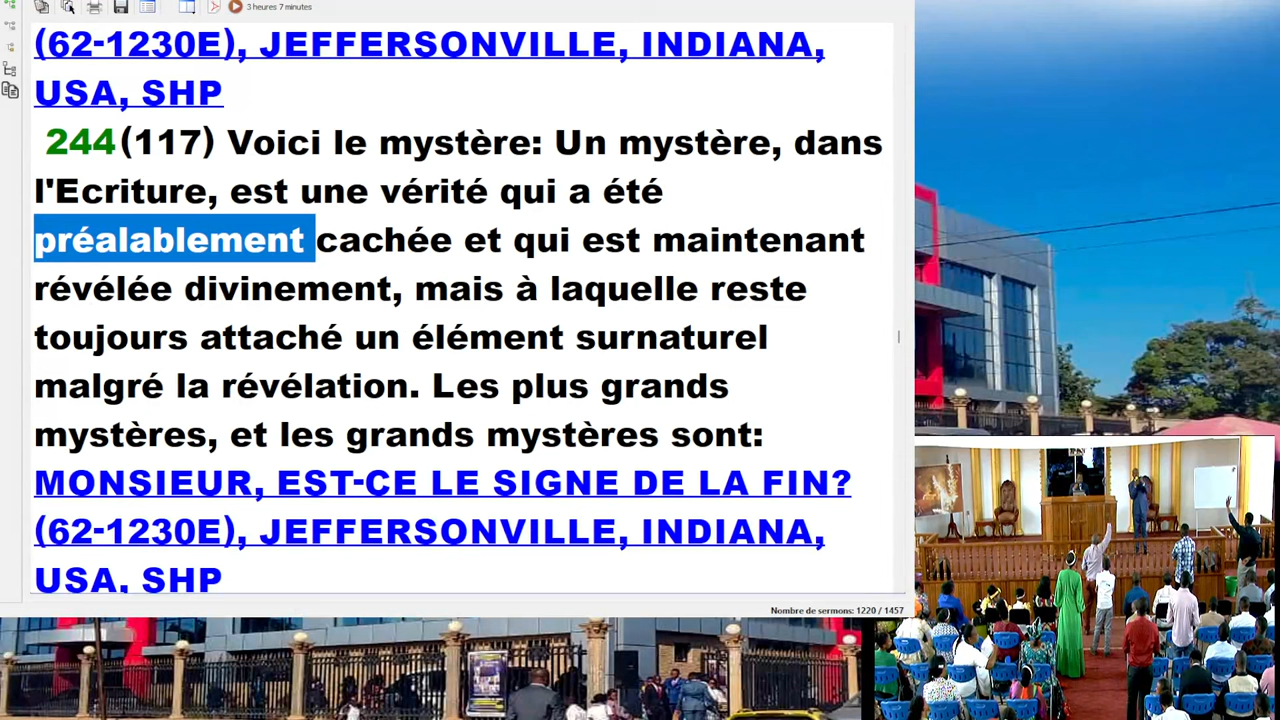 3 heures 7 minutes
(62-1230E), JEFFERSONVILLE, INDIANA,
USA, SHP
244(117) Voici le mystère: Un mystère, dans
l'Ecriture, est une vérité qui a été
préalablement cachée et qui est maintenant
révélée divinement, mais à laquelle reste
toujours attaché un élément surnaturel
malgré la révélation. Les plus grands
mystères, et les grands mystères sont:
MONSIEUR, EST-CE LE SIGNE DE LA FIN?
(62-1230E), JEFFERSONVILLE, INDIANA,
USA, SHP
Nombre de sermons: 1220 / 1457